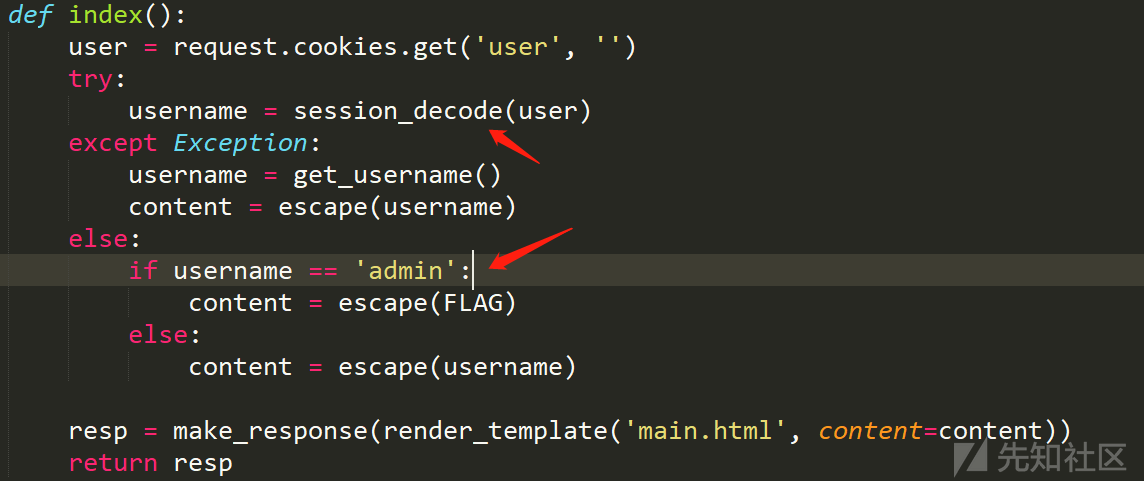 def index():
    user = request.cookies.get('user', '')
    try:
        username = session_decode(user)
    except Exception:
        username = get_username()
        content = escape(username)
    else:
        if username == 'admin':
            content = escape(FLAG)
        else:
            content = escape(username)

    resp = make_response(render_template('main.html', content=content))
    return resp
先知社区